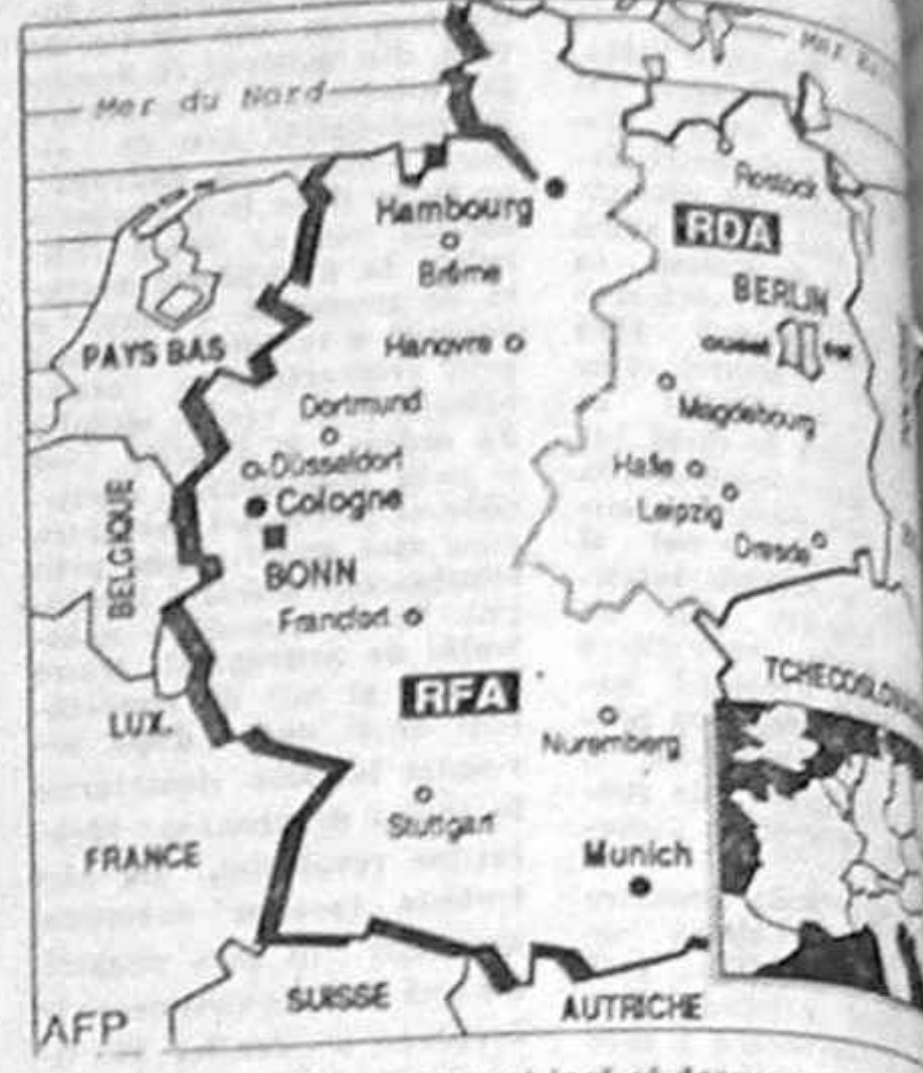 Mer du Nord
Rostock
Hambourg
RDA
Brême
BERLIN
Hanovre
ouest
est
PAYS BAS
Dortmund
Magdebourg
Düsseldorf
Halle
Cologne
Leipzig
BELGIQUE
Dresde
BONN
Francfort
TCHECOSLOV
RFA
LUX.
Nuremberg
Stuttgart
FRANCE
Munich
SUISSE
AUTRICHE
AFP